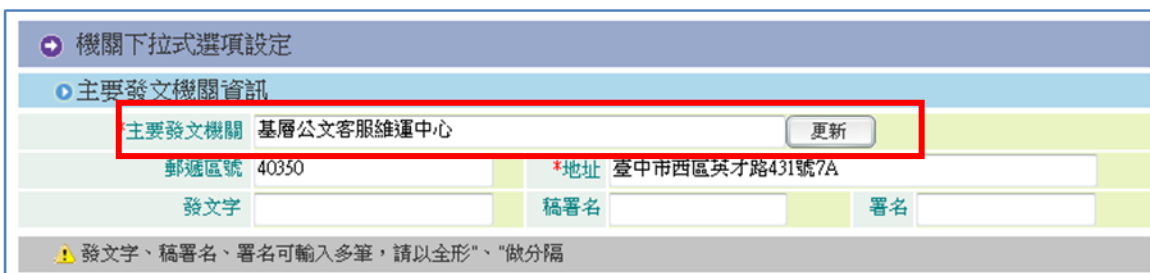 機關下拉式選項設定
主要發文機關資訊
*主要發文機關 基層公文客服維運中心 更新
郵遞區號 40350 *地址 臺中市西區英才路431號7A
發文字 稿署名 署名
發文字、稿署名、署名可輸入多筆，請以全形"、"做分隔